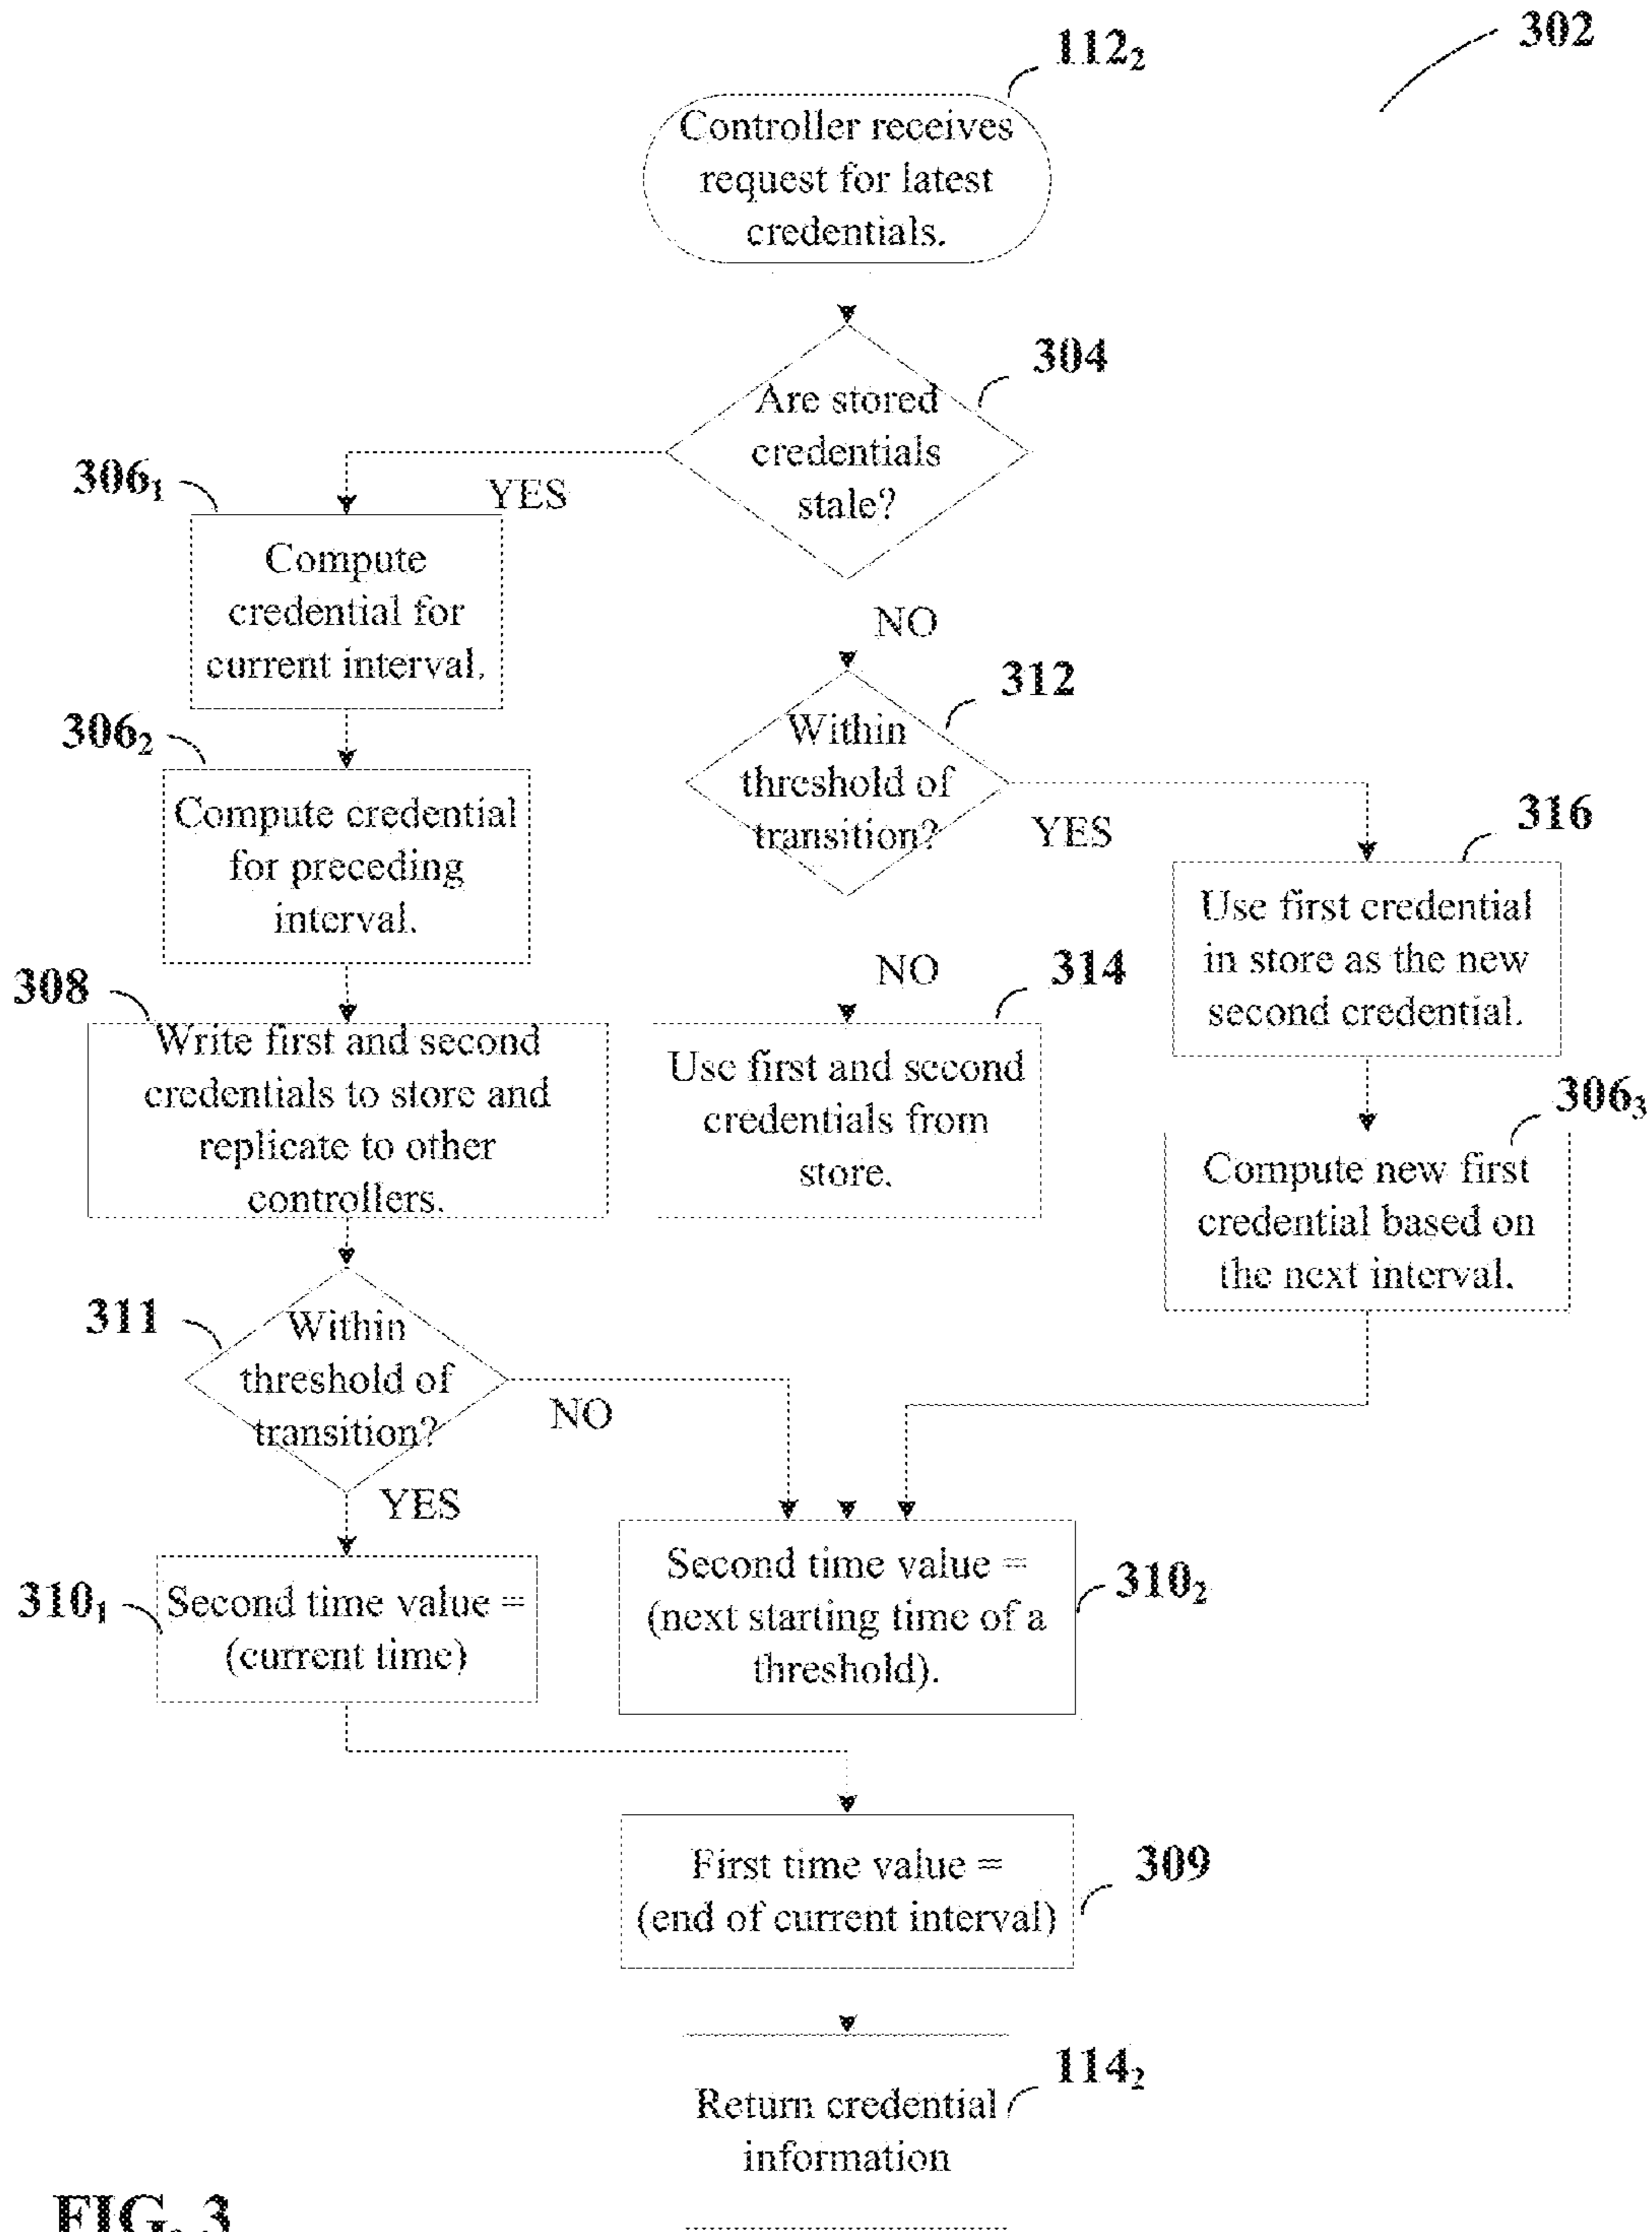 302
112₂
Controller receives
request for latest
credentials.
304
Are stored
credentials
stale?
YES
306₁
Compute
credential for
current interval.
NO
312
Within
threshold of
transition?
YES
306₂
Compute credential
for preceding
interval.
316
Use first credential
in store as the new
second credential.
308
Write first and second
credentials to store and
replicate to other
controllers.
NO
314
Use first and second
credentials from
store.
306₃
Compute new first
credential based on
the next interval.
311
Within
threshold of
transition?
NO
YES
310₁
Second time value =
(current time)
Second time value =
(next starting time of a
threshold).
310₂
First time value =
(end of current interval)
309
114₂
Return credential
information
FIG. 3